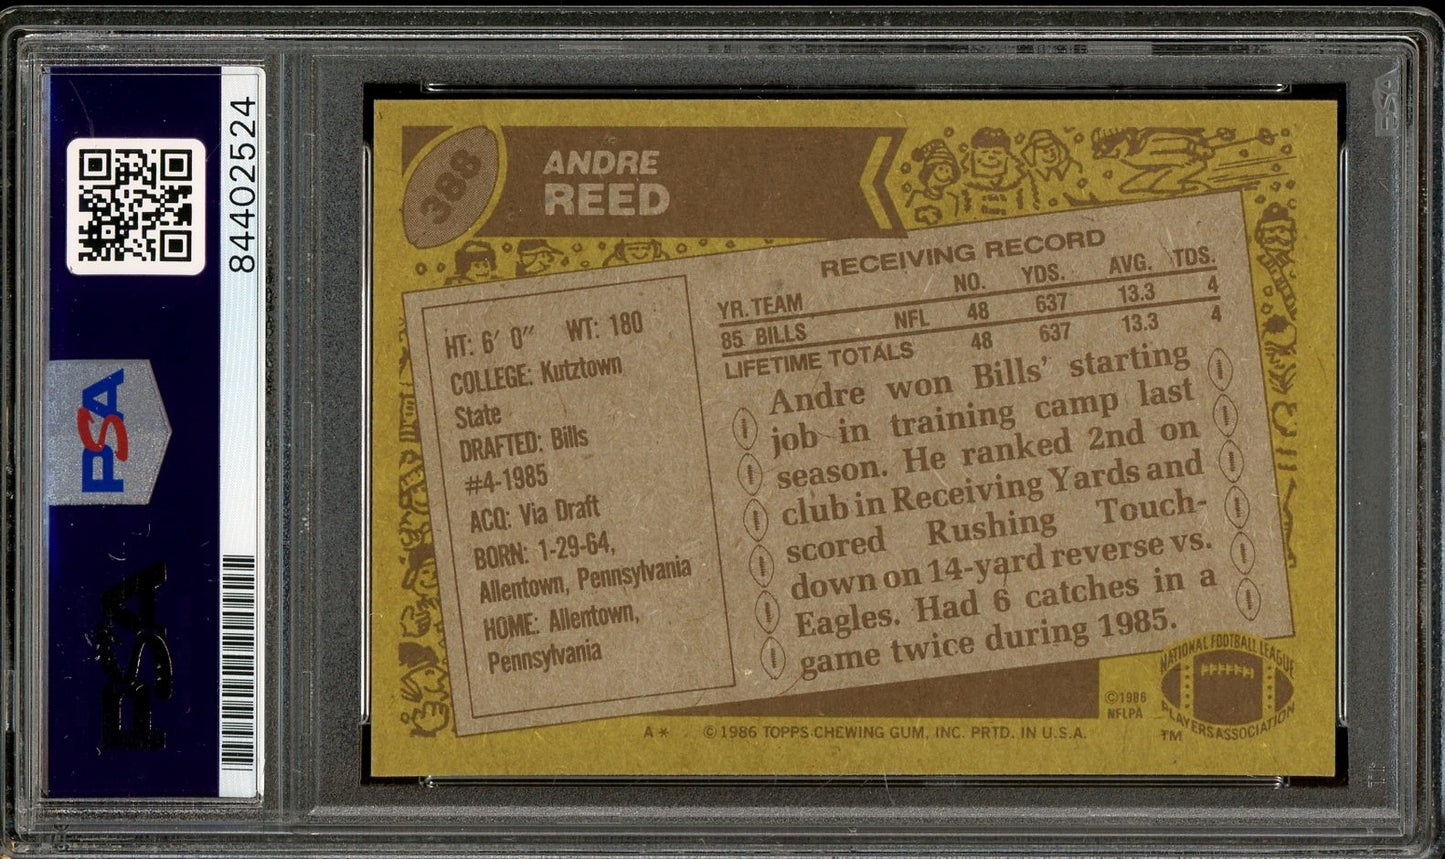 84402524
PSA
PSA
PSA
388
ANDRE
REED
RECEIVING RECORD
YR. TEAM NO. YDS. AVG. TDS.
85 BILLS NFL 48 637 13.3 4
LIFETIME TOTALS 48 637 13.3 4
HT: 6′ 0″ WT: 180
COLLEGE: Kutztown
State
DRAFTED: Bills
#4-1985
ACQ: Via Draft
BORN: 1-29-64,
Allentown, Pennsylvania
HOME: Allentown,
Pennsylvania
Andre won Bills' starting
job in training camp last
season. He ranked 2nd on
club in Receiving Yards and
scored Rushing Touch-
down on 14-yard reverse vs.
Eagles. Had 6 catches in a
game twice during 1985.
©1986
NFLPA
NATIONAL FOOTBALL LEAGUE
PLAYERS ASSOCIATION
TM
A* ©1986 TOPPS CHEWING GUM, INC. PRTD. IN U.S.A.